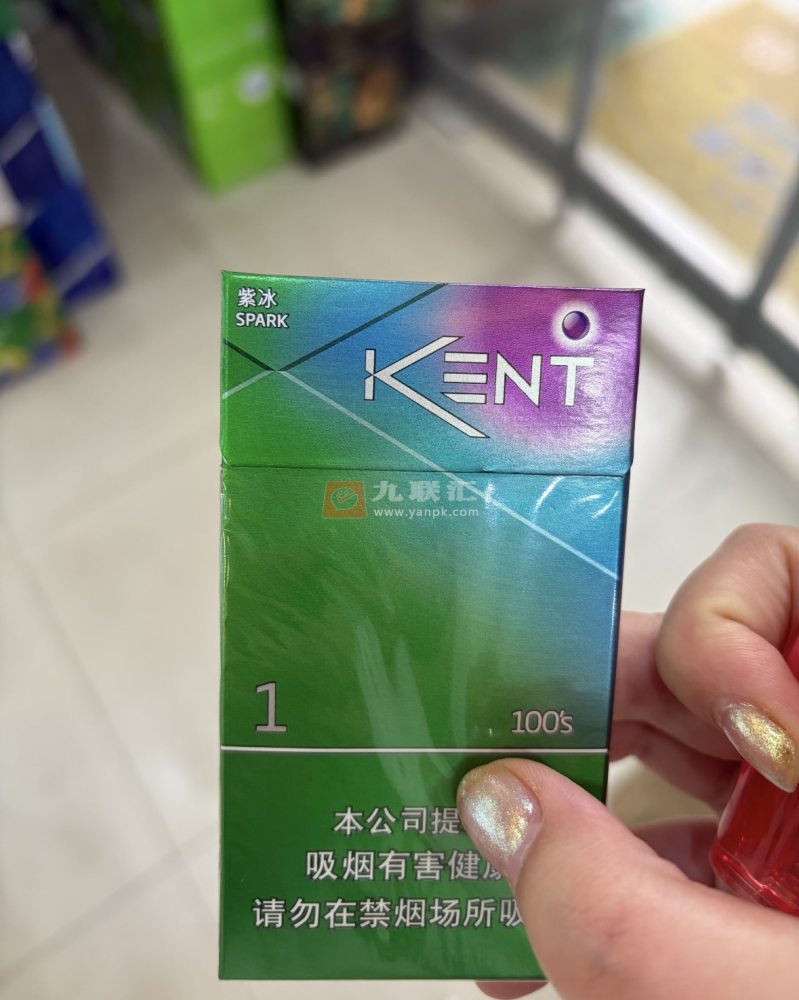 紫冰
SPARK
KENT
九联汇
www.yanpk.com
1
100's
本公司提
吸烟有害健
请勿在禁烟场所吸